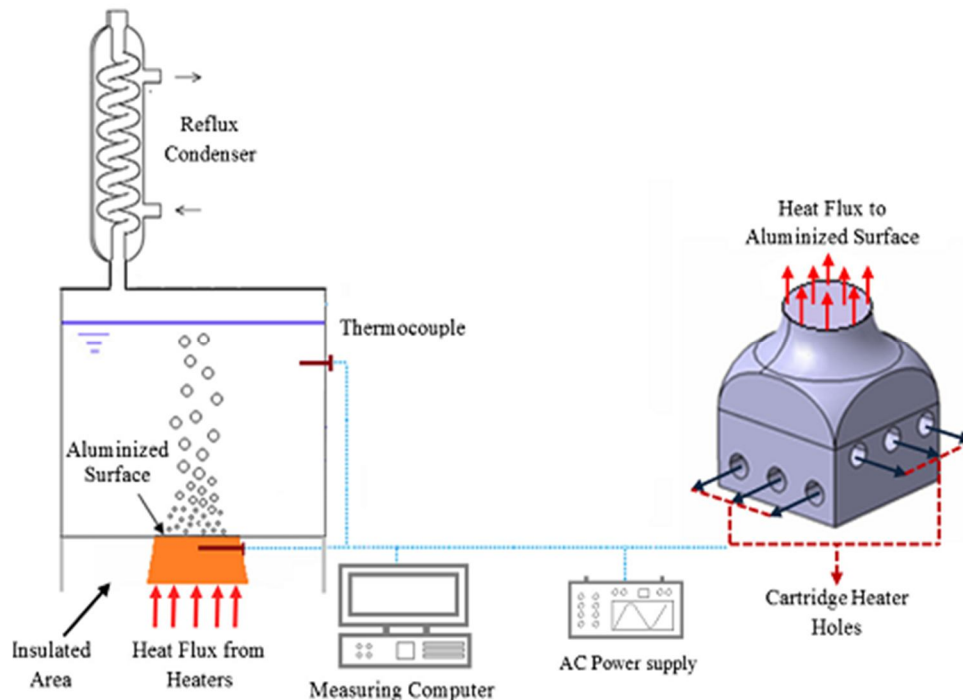 Reflux
Condenser
Heat Flux to
Aluminized Surface
Thermocouple
Aluminized
Surface
Insulated
Area
Heat Flux from
Heaters
Measuring Computer
AC Power supply
Cartridge Heater
Holes